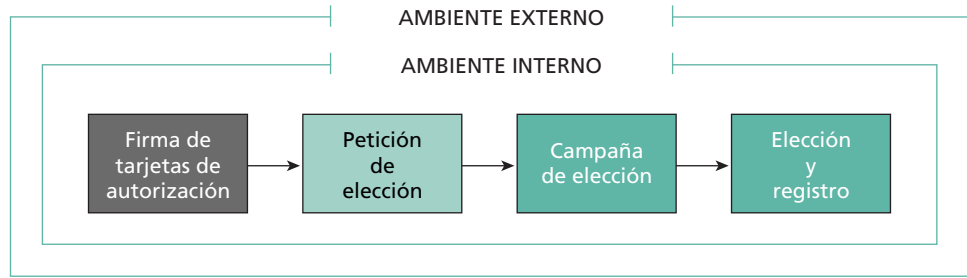 AMBIENTE EXTERNO
AMBIENTE INTERNO
Firma de
tarjetas de
autorización
Petición
de
elección
Campaña
de elección
Elección
y
registro